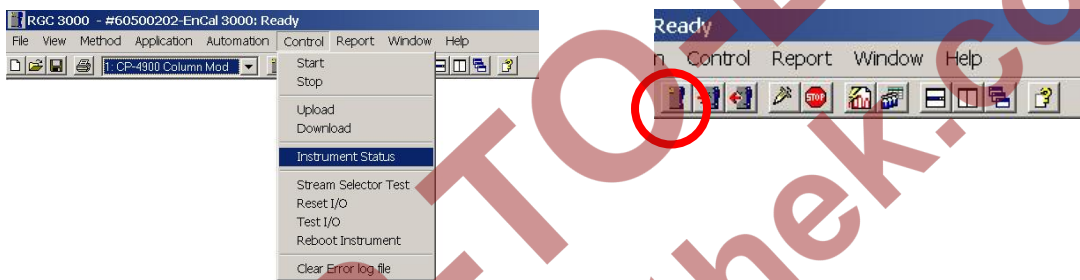 RGC 3000 - #60500202-EnCal 3000: Ready
File View Method Application Automation Control Report Window Help
1: CP-4900 Column Mod
Start
Stop
Upload
Download
Instrument Status
Stream Selector Test
Reset I/O
Test I/O
Reboot Instrument
Clear Error log file
Ready
n Control Report Window Help
STOP